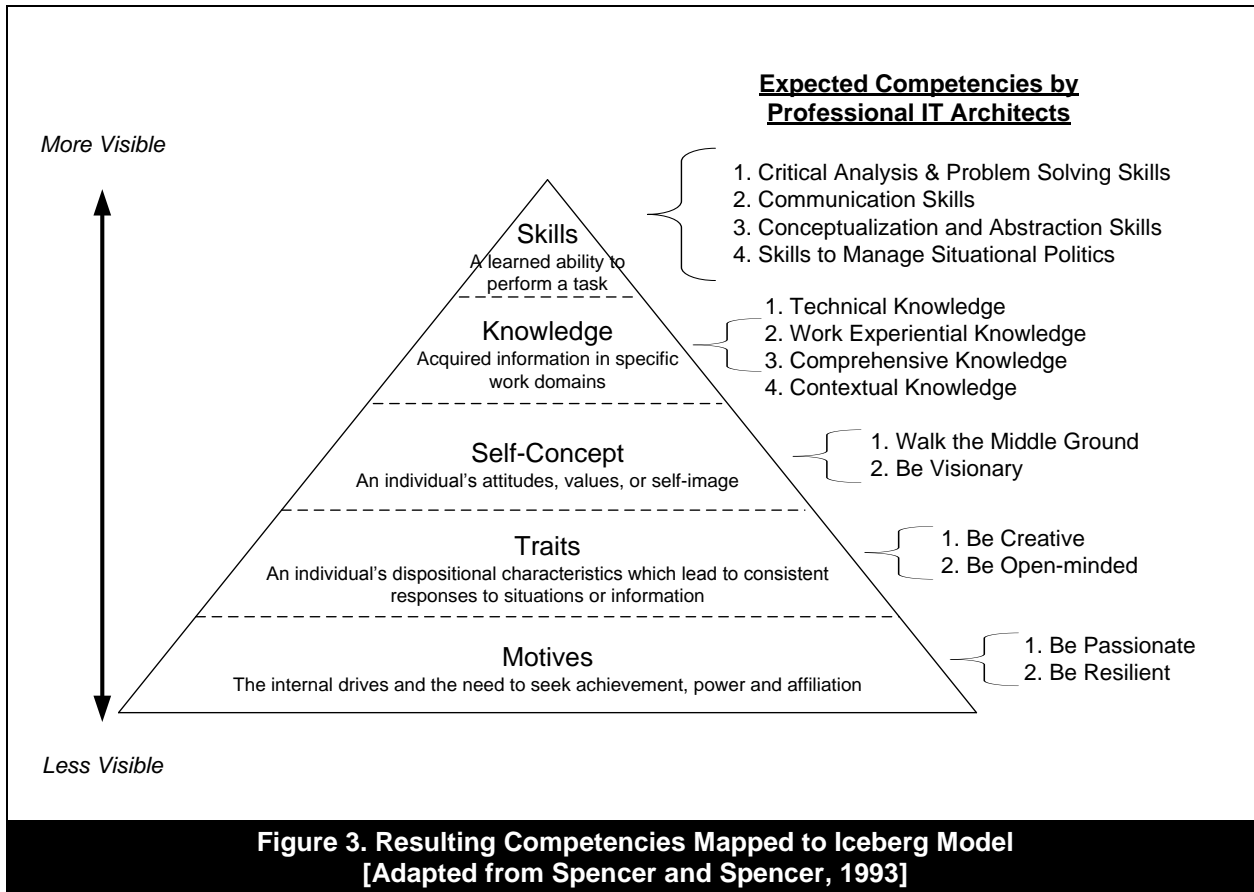 Expected Competencies by
Professional IT Architects
More Visible
1. Critical Analysis & Problem Solving Skills
2. Communication Skills
3. Conceptualization and Abstraction Skills
4. Skills to Manage Situational Politics
Skills
A learned ability to
perform a task
1. Technical Knowledge
2. Work Experiential Knowledge
3. Comprehensive Knowledge
4. Contextual Knowledge
Knowledge
Acquired information in specific
work domains
1. Walk the Middle Ground
2. Be Visionary
Self-Concept
An individual's attitudes, values, or self-image
1. Be Creative
2. Be Open-minded
Traits
An individual's dispositional characteristics which lead to consistent
responses to situations or information
1. Be Passionate
2. Be Resilient
Motives
The internal drives and the need to seek achievement, power and affiliation
Less Visible
Figure 3. Resulting Competencies Mapped to Iceberg Model
[Adapted from Spencer and Spencer, 1993]